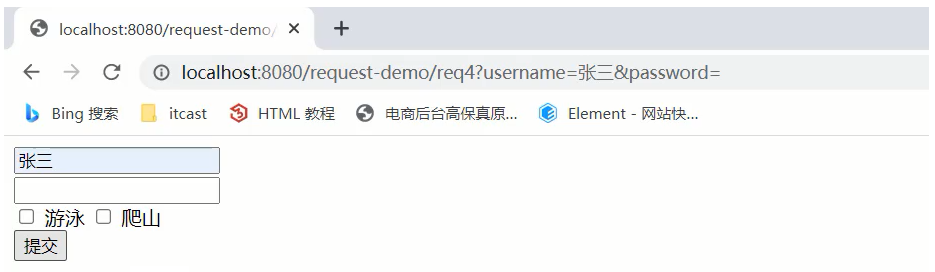 localhost:8080/request-demo/
localhost:8080/request-demo/req4?username=张三&password=
Bing 搜索 itcast HTML 教程 电商后台高保真原... Element - 网站快...
张三
游泳 爬山
提交